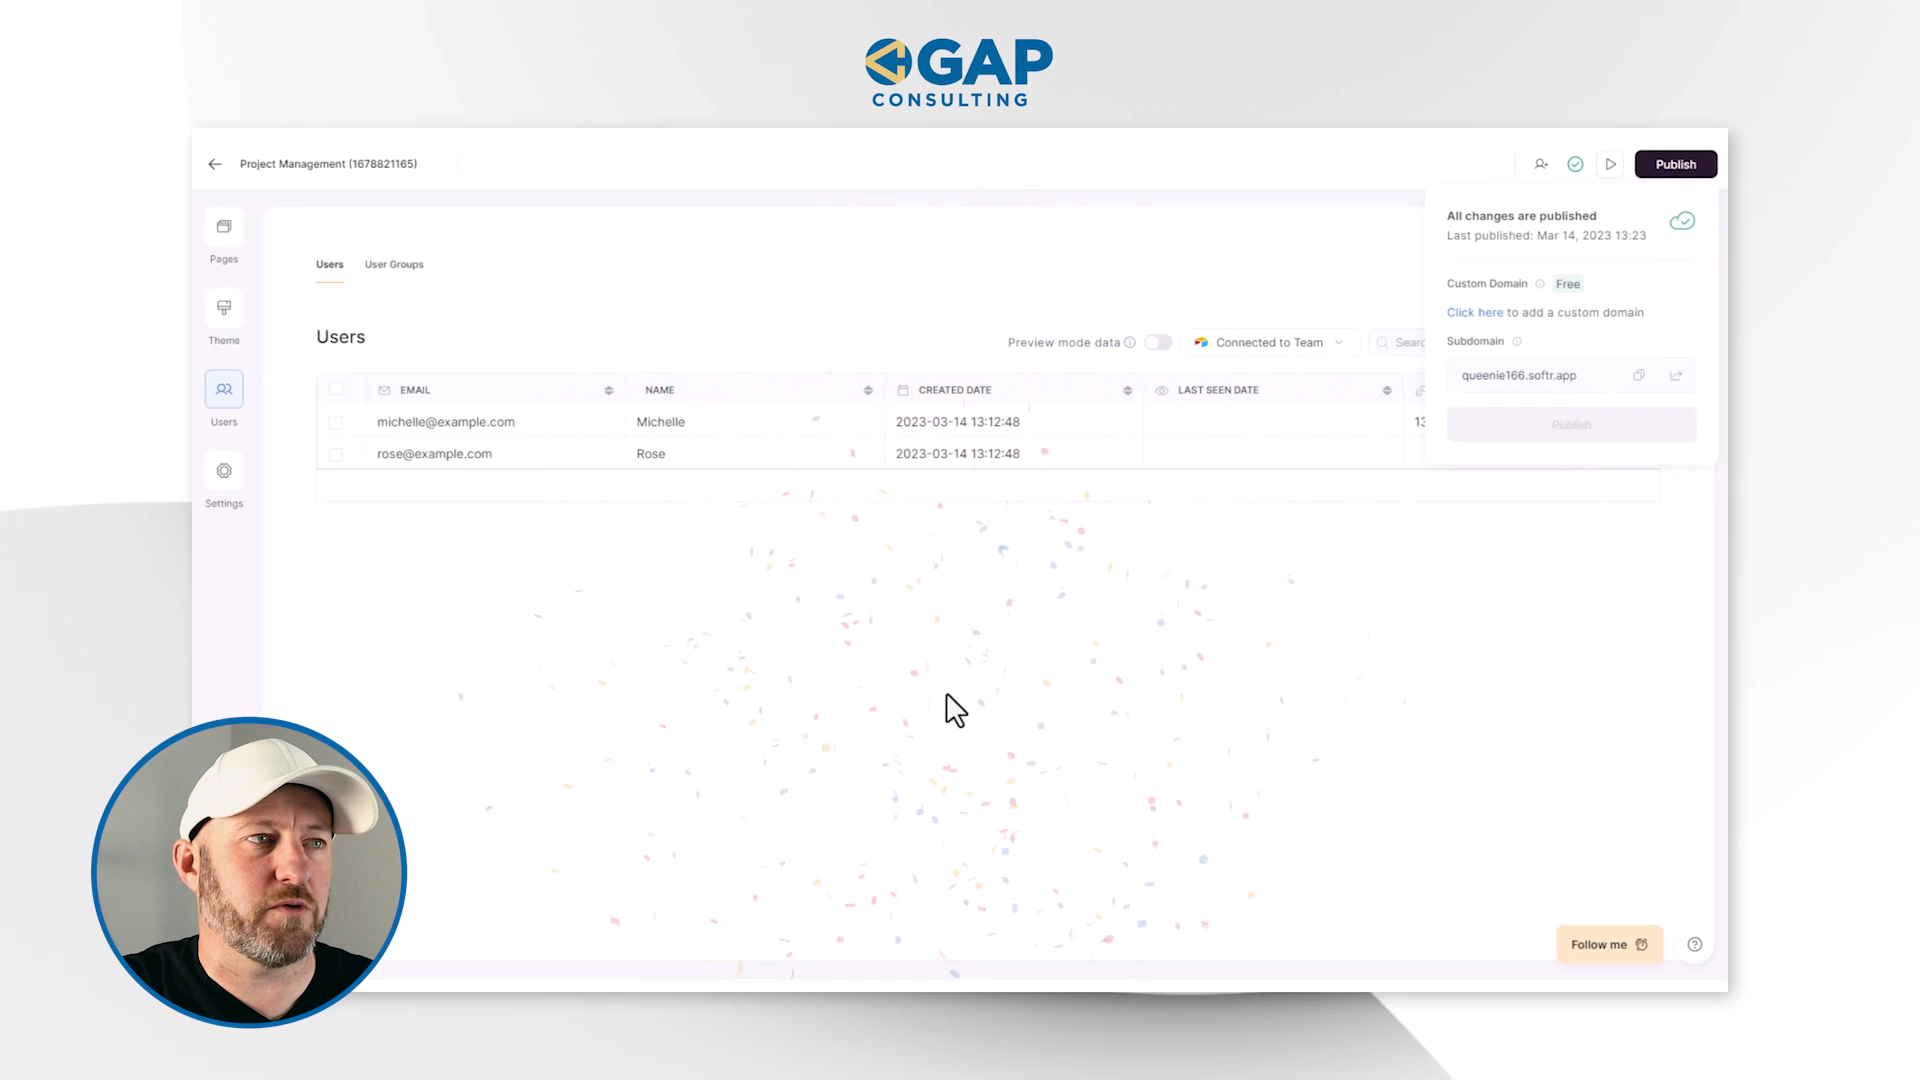 GAP
CONSULTING
Project Management (1678821165)
Publish
All changes are published
Last published: Mar 14, 2023 13:23
Pages
Users
User Groups
Custom Domain
Free
Click here to add a custom domain
Theme
Users
Preview mode data
Connected to Team
Searc
Subdomain
queenie166.softr.app
EMAIL
NAME
CREATED DATE
LAST SEEN DATE
Users
michelle@example.com
Michelle
2023-03-14 13:12:48
13
Publish
rose@example.com
Rose
2023-03-14 13:12:48
Settings
Follow me